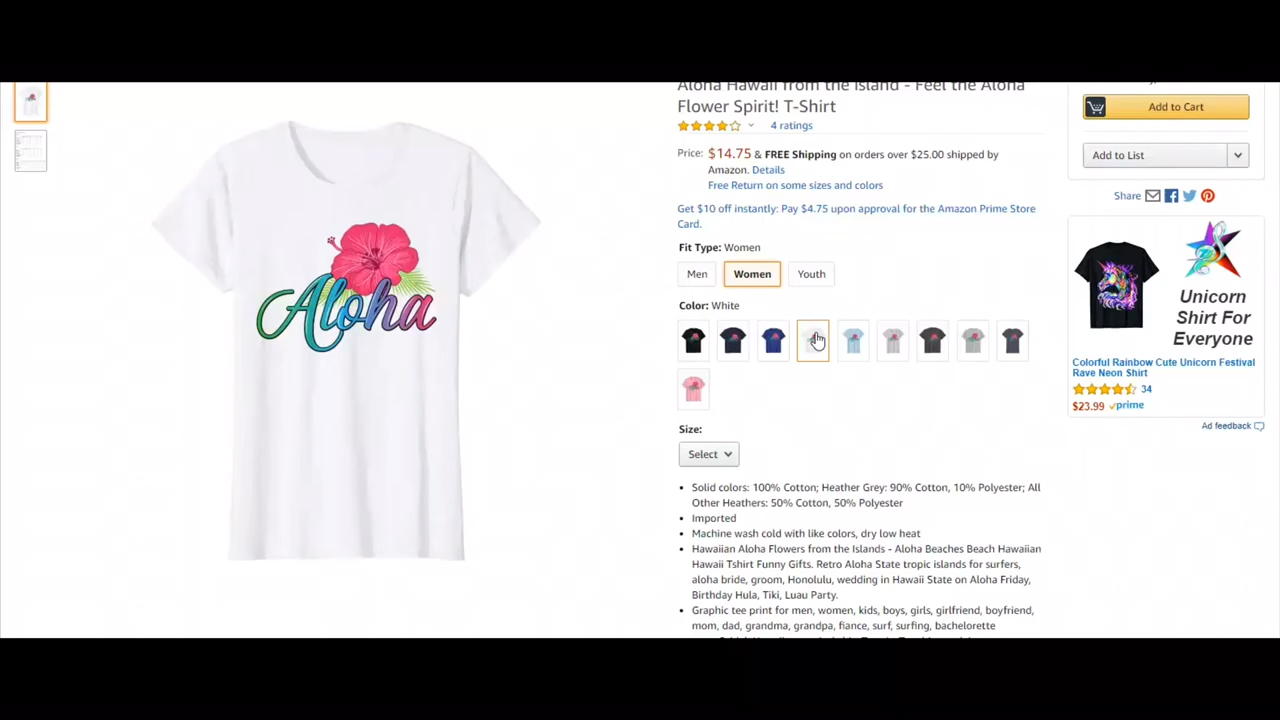 Aloha Hawaii from the Island - Feel the Aloha
Flower Spirit! T-Shirt
4 ratings
Price: $14.75 & FREE Shipping on orders over $25.00 shipped by
Amazon. Details
Free Return on some sizes and colors
Get $10 off instantly: Pay $4.75 upon approval for the Amazon Prime Store
Card.
Fit Type: Women
Men Women Youth
Color: White
Size:
Select
Solid colors: 100% Cotton; Heather Grey: 90% Cotton, 10% Polyester; All
Other Heathers: 50% Cotton, 50% Polyester
Imported
Machine wash cold with like colors, dry low heat
Hawaiian Aloha Flowers from the Islands - Aloha Beaches Beach Hawaiian
Hawaii Tshirt Funny Gifts. Retro Aloha State tropic islands for surfers,
aloha bride, groom, Honolulu, wedding in Hawaii State on Aloha Friday,
Birthday Hula, Tiki, Luau Party.
Graphic tee print for men, women, kids, boys, girls, girlfriend, boyfriend,
mom, dad, grandma, grandpa, fiance, surf, surfing, bachelorette
Aloha
Add to Cart
Add to List
Share
Unicorn
Shirt For
Everyone
Colorful Rainbow Cute Unicorn Festival
Rave Neon Shirt
34
$23.99 prime
Ad feedback